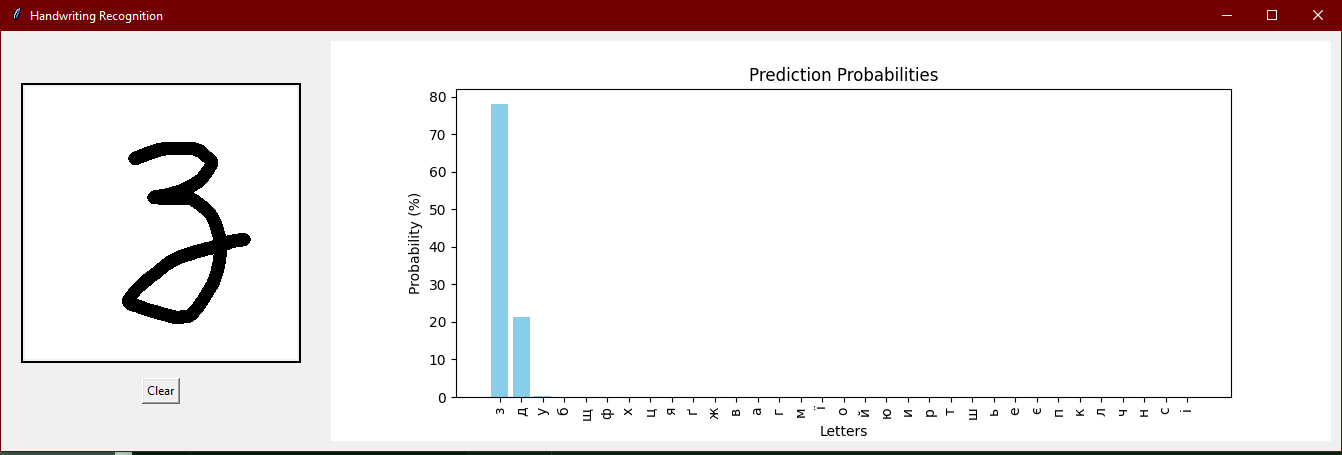 Handwriting Recognition
Prediction Probabilities
80
70
60
50
40
30
20
10
0
Probability (%)
з д у б щ ф х ц я ґ ж в а г м ї о й ю и р т ш ь е є п к л ч н с і
Letters
З
Clear